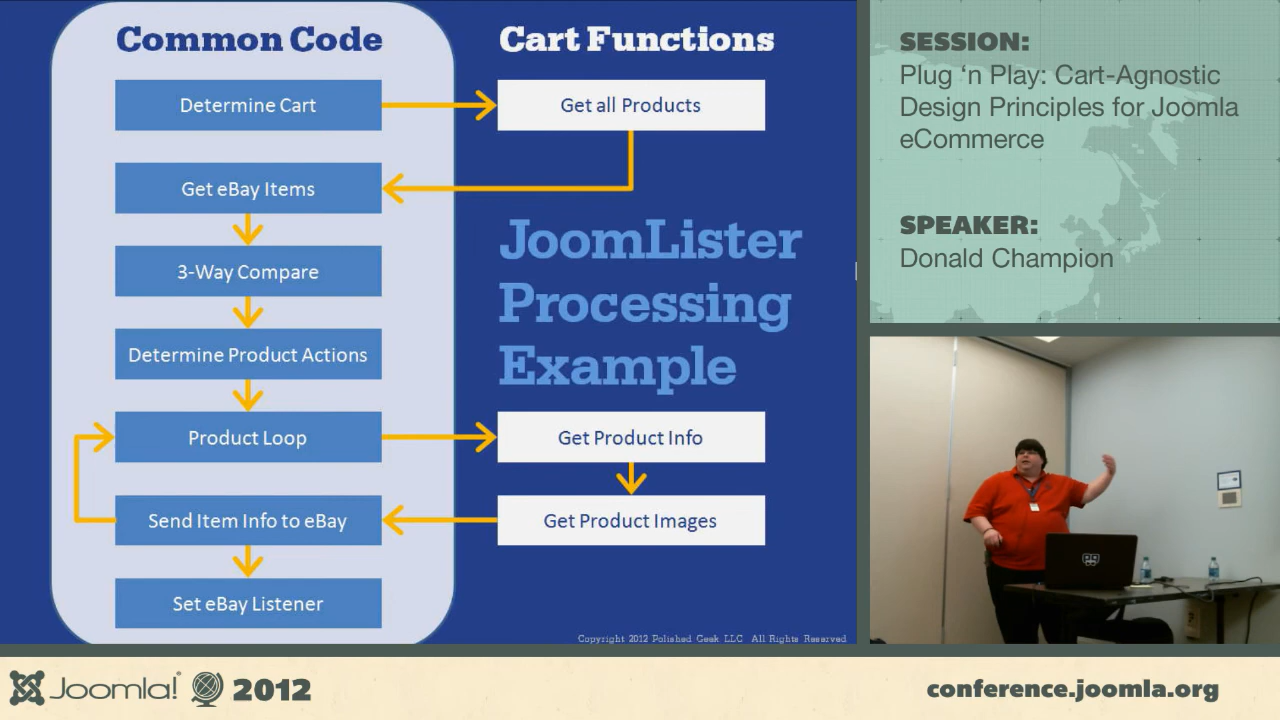 Common Code
Cart Functions
Determine Cart
Get all Products
Get eBay Items
3-Way Compare
Determine Product Actions
JoomLister
Processing
Example
Product Loop
Get Product Info
Send Item Info to eBay
Get Product Images
Set eBay Listener
Copyright 2012 Polished Geek LLC All Rights Reserved
SESSION:
Plug ‘n Play: Cart-Agnostic
Design Principles for Joomla
eCommerce
SPEAKER:
Donald Champion
Joomla! 2012
conference.joomla.org